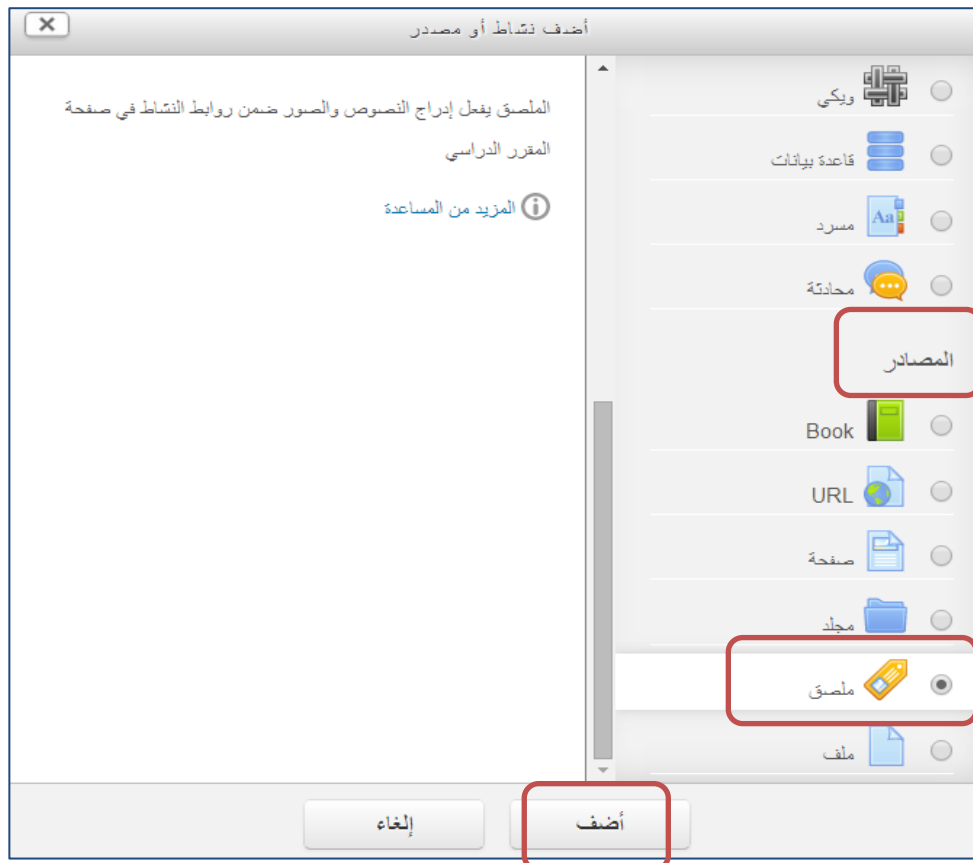 أضف نشاط أو مصدر
ويكي
قاعدة بيانات
مسرد
محادثة
المصادر
Book
URL
صفحة
مجلد
ملصق
ملف
الملصق يفعل إدراج النصوص والصور ضمن روابط النشاط في صفحة
المقرر الدراسي
المزيد من المساعدة
أضف
إلغاء